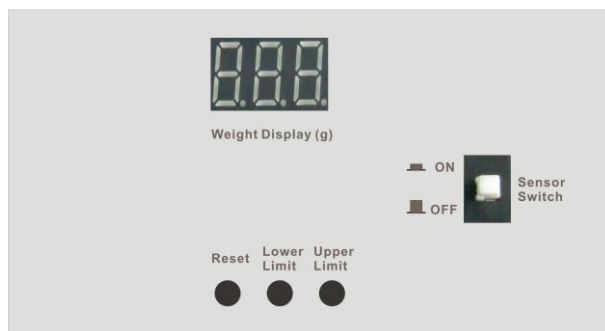 Weight Display (g)
ON
OFF
Sensor
Switch
Reset
Lower
Limit
Upper
Limit